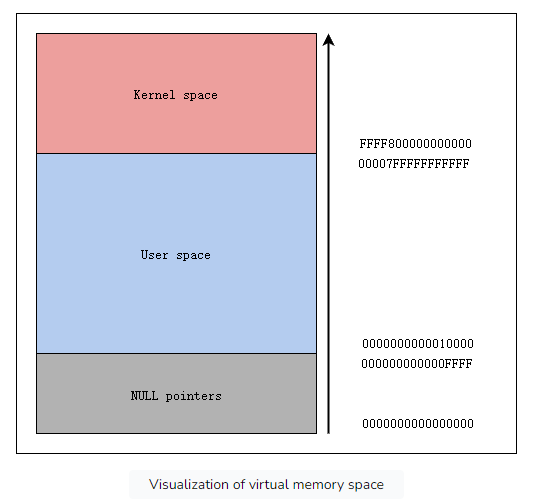 Kernel space
FFFF800000000000
00007FFFFFFFFFFF
User space
0000000000010000
000000000000FFFF
NULL pointers
0000000000000000
Visualization of virtual memory space